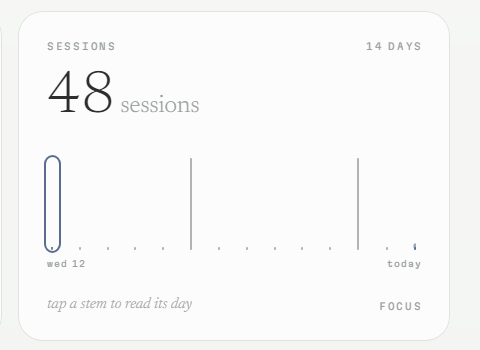 SESSIONS
14 DAYS
48 sessions
wed 12
today
tap a stem to read its day
FOCUS